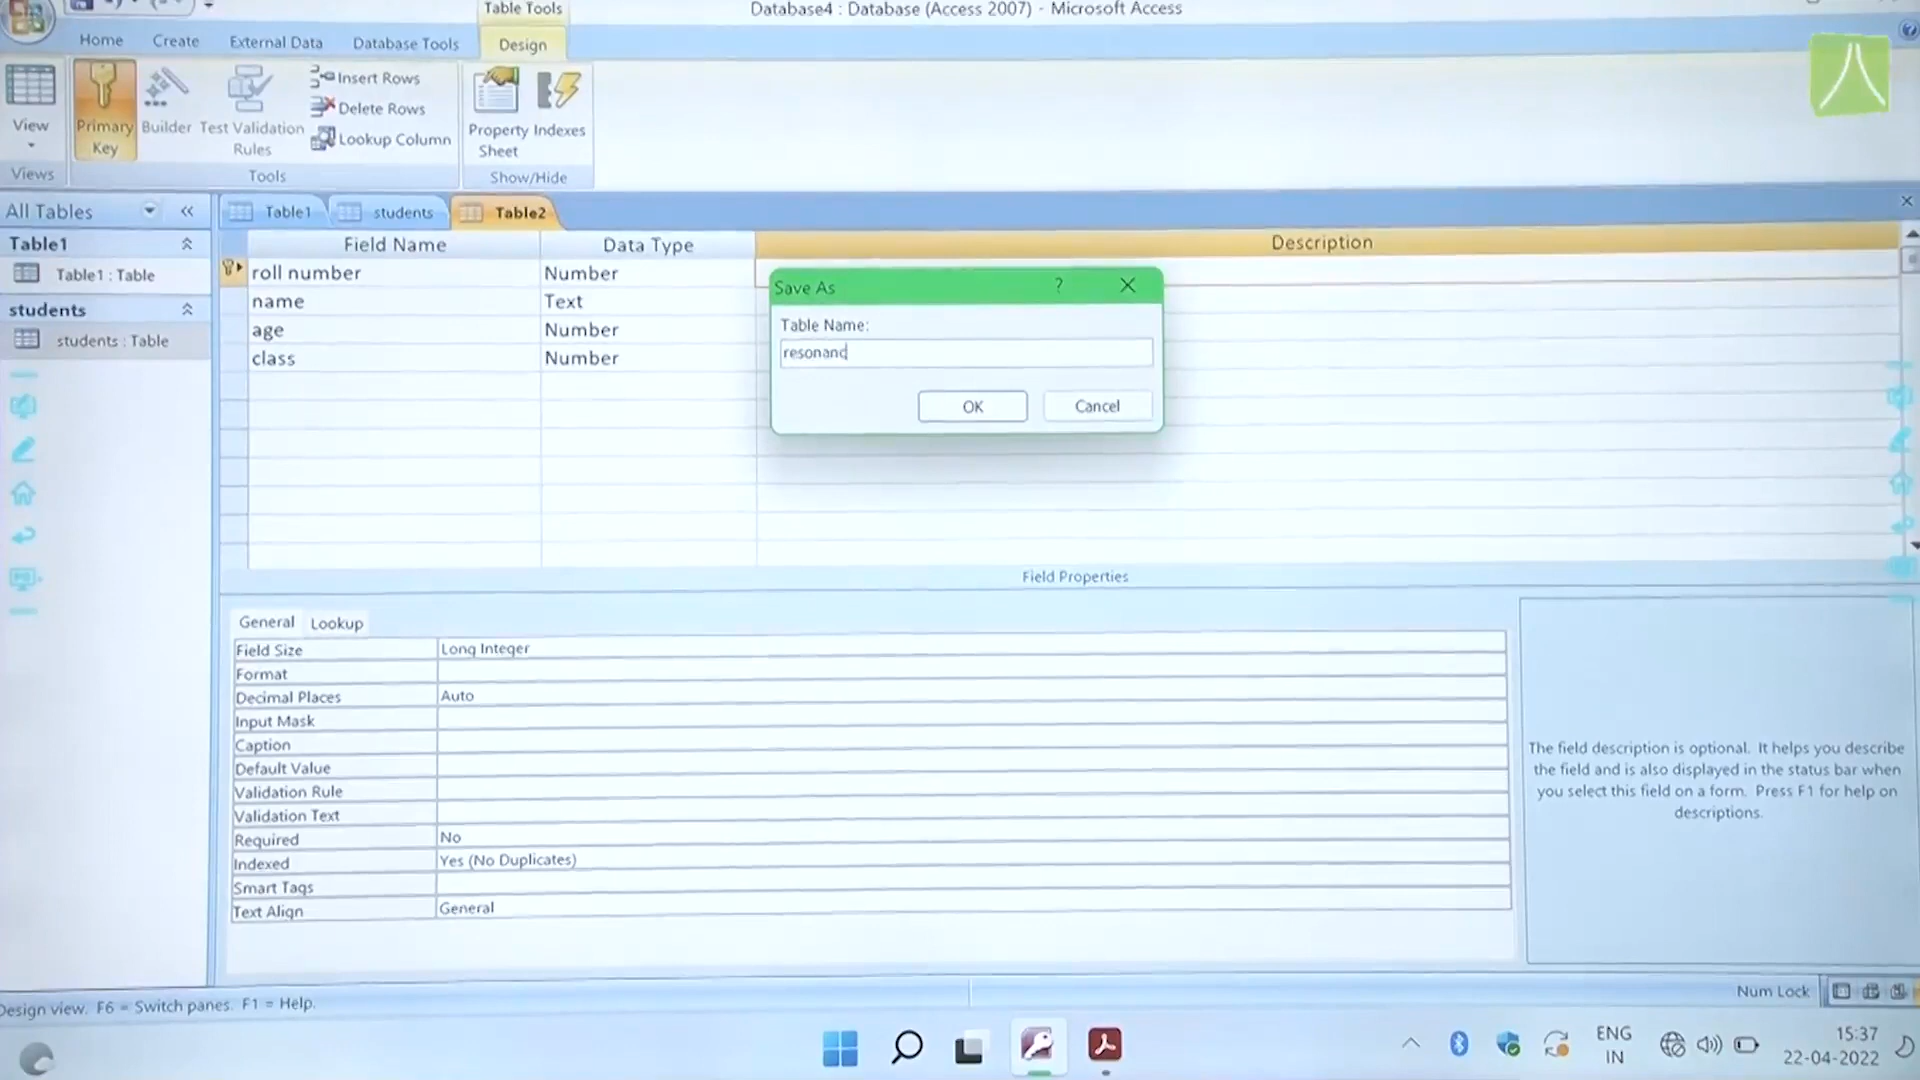 Table Tools
Database4 : Database (Access 2007) - Microsoft Access
Home Create External Data Database Tools Design
View
Primary Key
Builder
Test Validation Rules
Insert Rows
Delete Rows
Lookup Column
Property Sheet
Indexes
Views
Tools
Show/Hide
All Tables
Table1
Table1 : Table
students
students : Table
Table1 students Table2
Field Name Data Type Description
roll number Number
name Text
age Number
class Number
Save As ?
Table Name:
resonand
OK Cancel
Field Properties
General Lookup
Field Size Long Integer
Format
Decimal Places Auto
Input Mask
Caption
Default Value
Validation Rule
Validation Text
Required No
Indexed Yes (No Duplicates)
Smart Tags
Text Align General
The field description is optional. It helps you describe
the field and is also displayed in the status bar when
you select this field on a form. Press F1 for help on
descriptions.
Design view. F6 = Switch panes. F1 = Help.
Num Lock
ENG
IN
15:37
22-04-2022